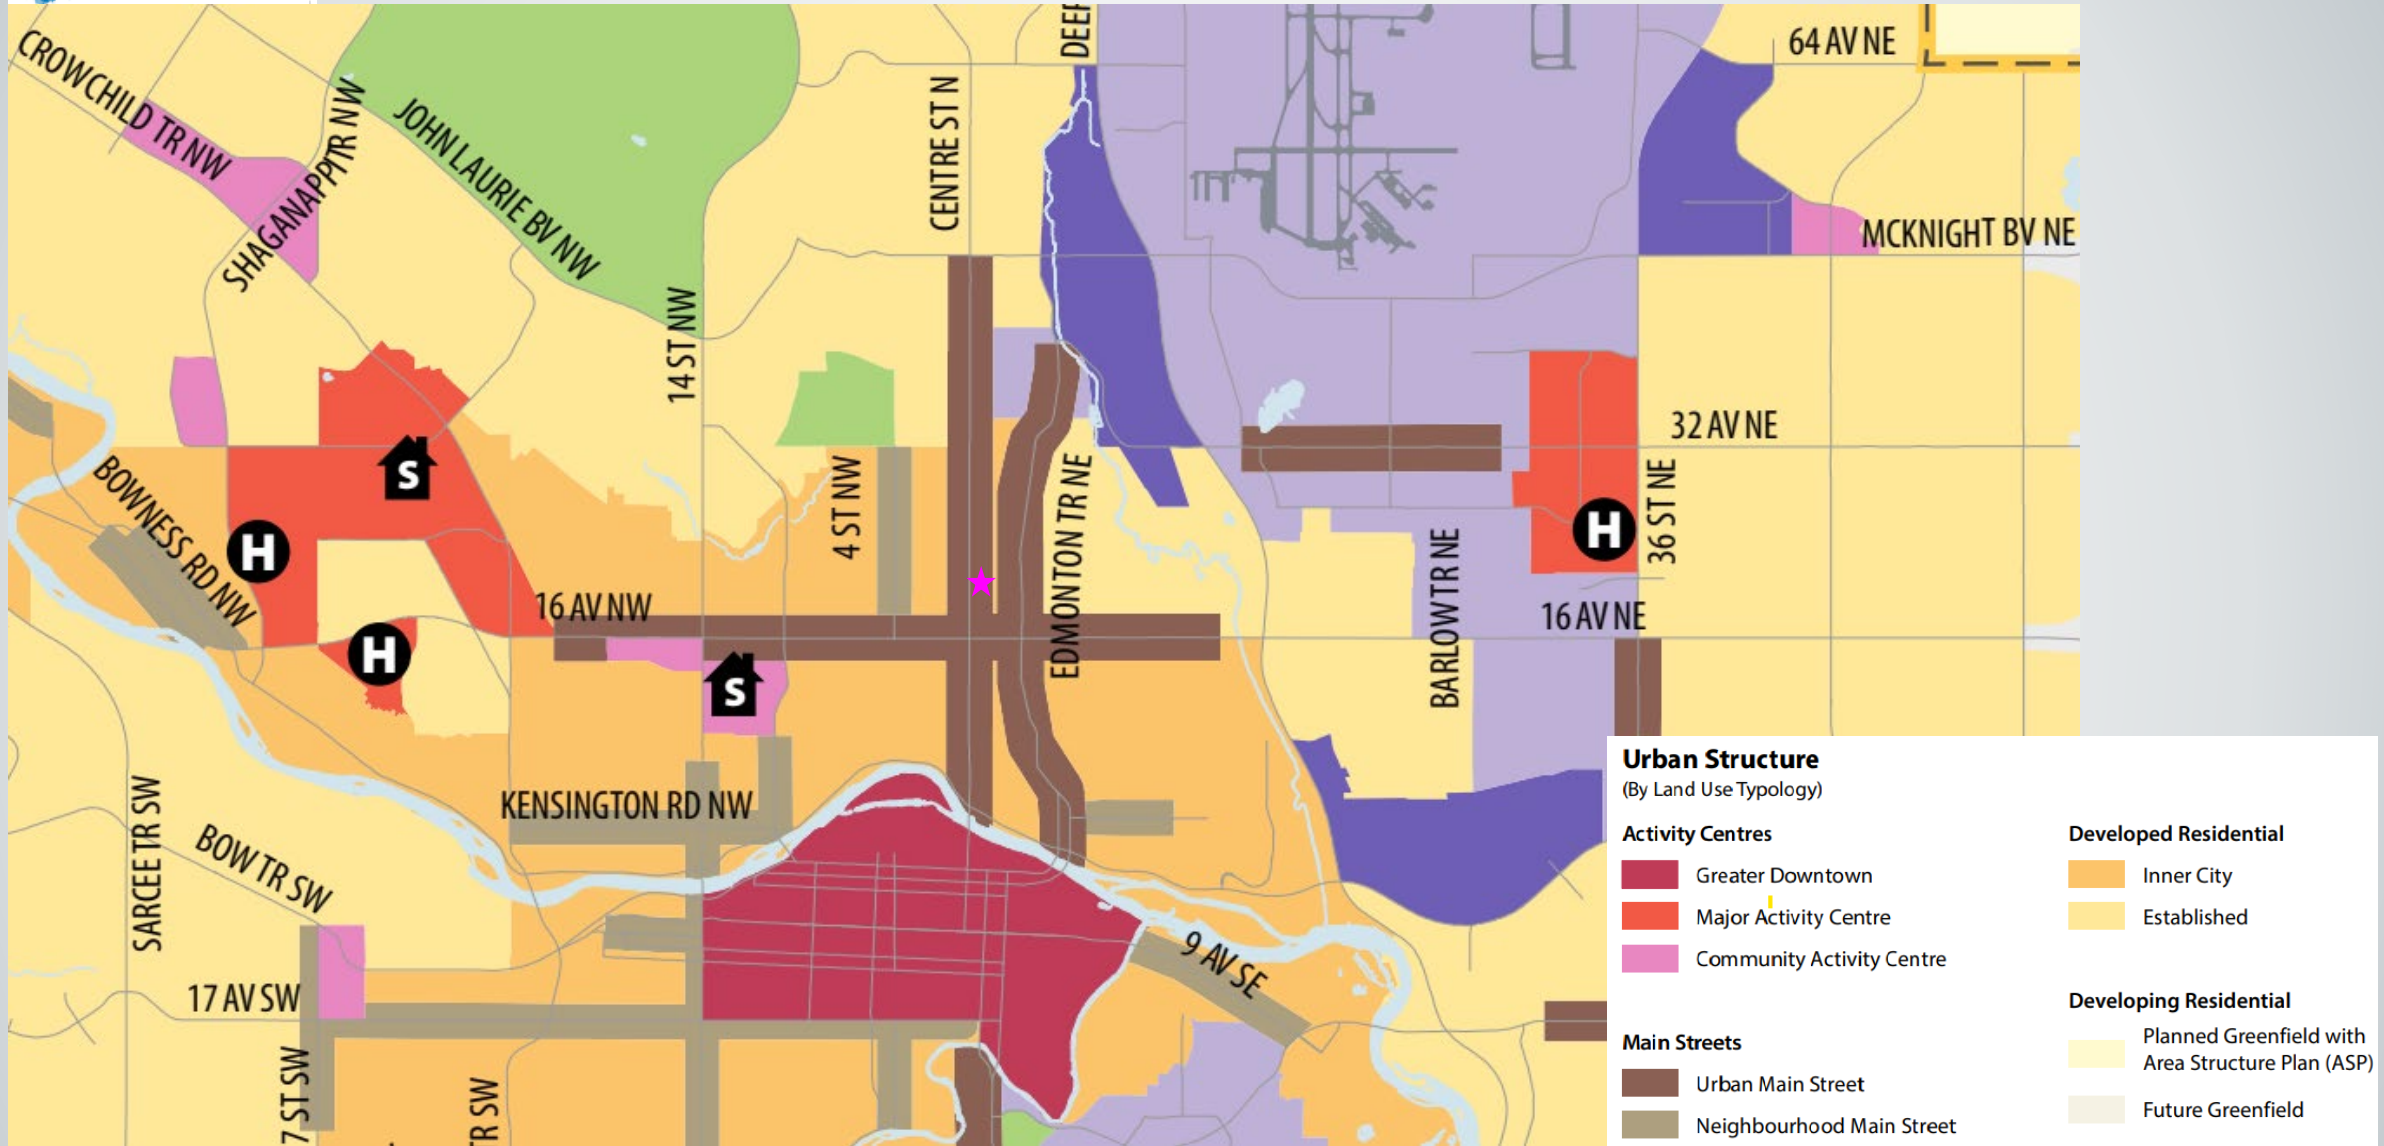 CROWCHILD TR NW
SHAGANAPPI TR NW
JOHN LAURIE BV NW
CENTRE ST N
64 AV NE
MCKNIGHT BV NE
14 ST NW
32 AV NE
BOWNESS RD NW
S
H
4 ST NW
EDMONTON TR NE
BARLOW TR NE
H
36 ST NE
16 AV NW
16 AV NE
H
S
KENSINGTON RD NW
SARCEE TR SW
BOW TR SW
9 AV SE
17 AV SW
7 ST SW
TR SW
Urban Structure
(By Land Use Typology)
Activity Centres
Greater Downtown
Major Activity Centre
Community Activity Centre
Main Streets
Urban Main Street
Neighbourhood Main Street
Developed Residential
Inner City
Established
Developing Residential
Planned Greenfield with
Area Structure Plan (ASP)
Future Greenfield